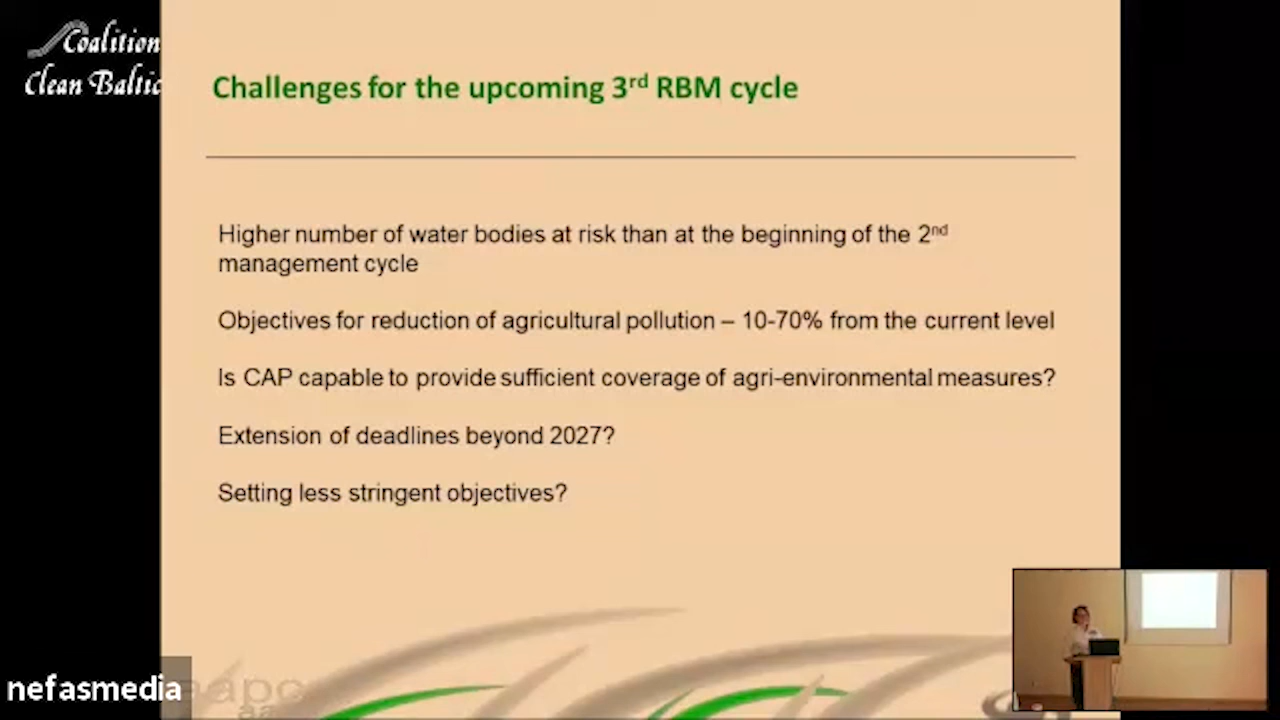 Coalition
Clean Baltic
Challenges for the upcoming 3rd RBM cycle
Higher number of water bodies at risk than at the beginning of the 2nd
management cycle
Objectives for reduction of agricultural pollution – 10-70% from the current level
Is CAP capable to provide sufficient coverage of agri-environmental measures?
Extension of deadlines beyond 2027?
Setting less stringent objectives?
nefasmedia